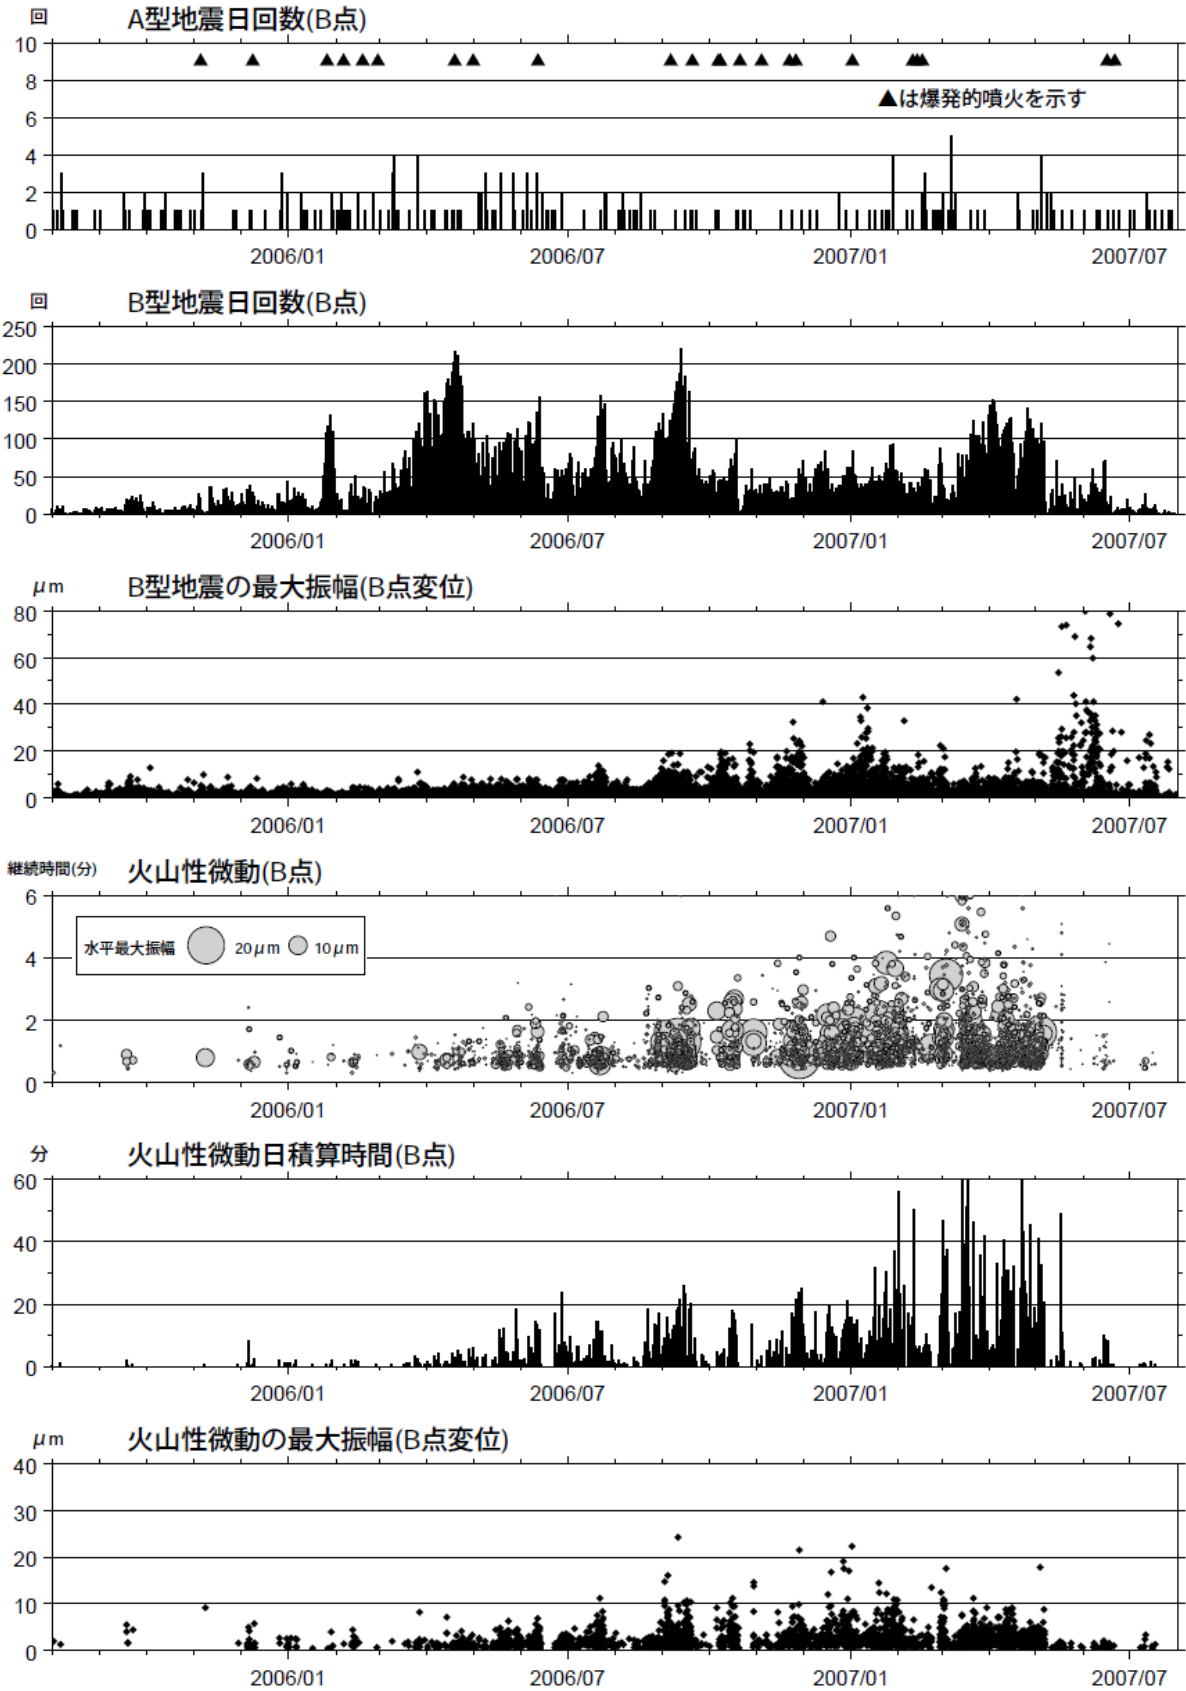 回 A型地震日回数(B点)
10
8
▲は爆発的噴火を示す
6
4
2
0
2006/01 2006/07 2007/01 2007/07
回 B型地震日回数(B点)
250
200
150
100
50
0
2006/01 2006/07 2007/01 2007/07
μm B型地震の最大振幅(B点変位)
80
60
40
20
0
2006/01 2006/07 2007/01 2007/07
継続時間(分) 火山性微動(B点)
6
水平最大振幅 20μm 10μm
4
2
0
2006/01 2006/07 2007/01 2007/07
分 火山性微動日積算時間(B点)
60
40
20
0
2006/01 2006/07 2007/01 2007/07
μm 火山性微動の最大振幅(B点変位)
40
30
20
10
0
2006/01 2006/07 2007/01 2007/07